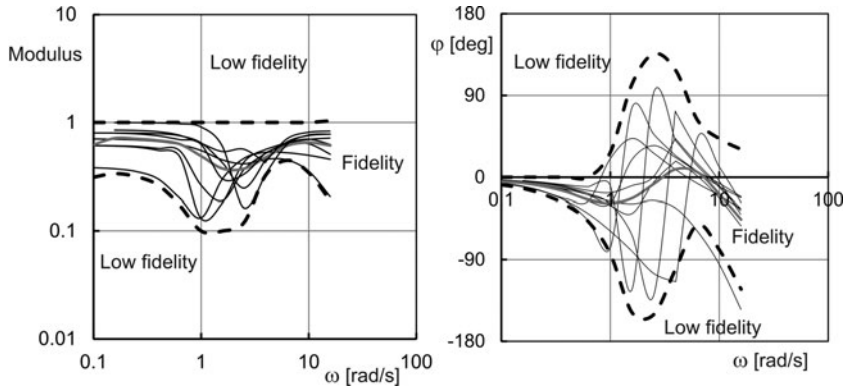 10
Modulus
Low fidelity
1
Fidelity
0.1
Low fidelity
0.01
0.1 1 10 100
ω [rad/s]
180
φ [deg]
Low fidelity
90
0
0 1 1 10 100
Fidelity
-90
Low fidelity
-180
ω [rad/s]